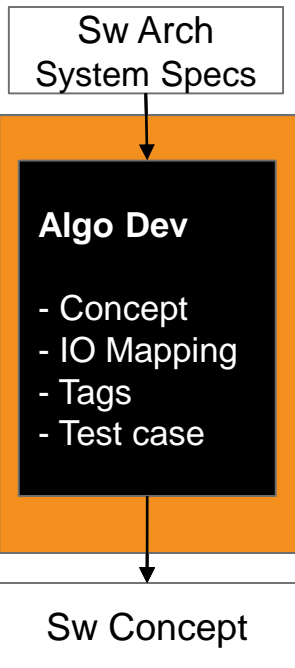 Sw Arch
System Specs
Algo Dev
- Concept
- IO Mapping
- Tags
- Test case
Sw Concept